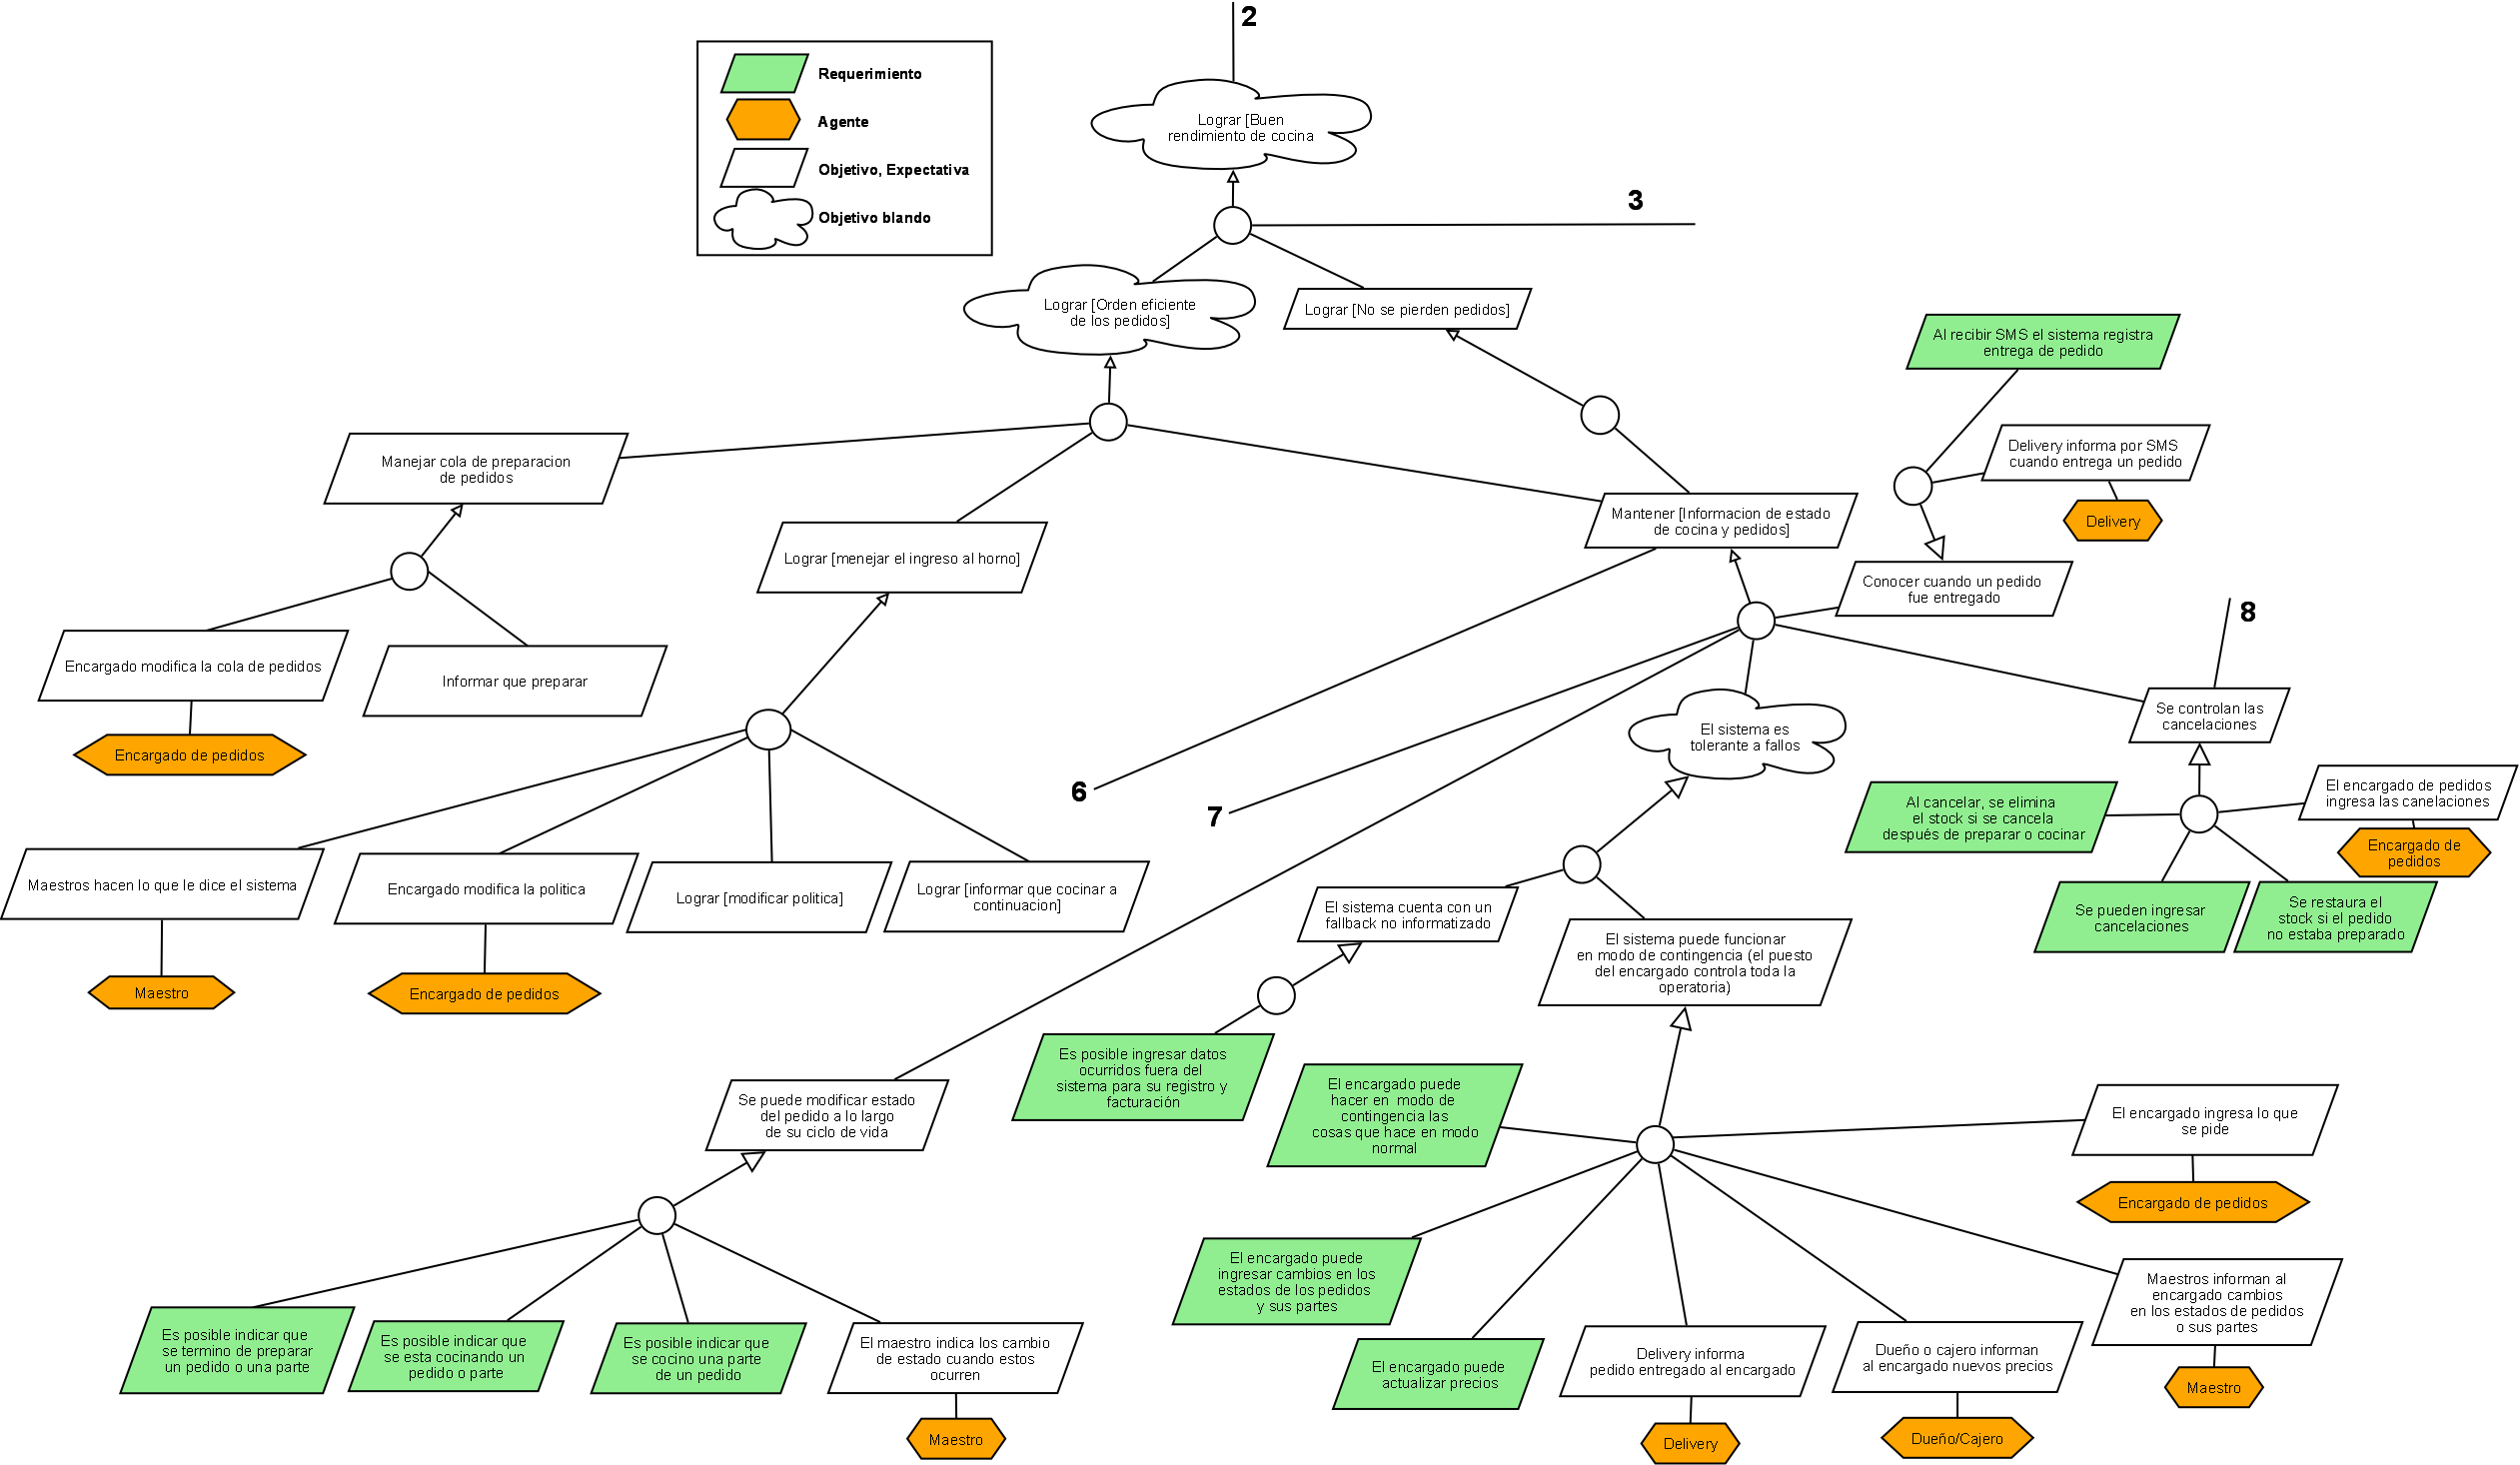 2
Requerimiento
Agente
Objetivo, Expectativa
Objetivo blando
Lograr [Buen
rendimiento de cocina
3
Lograr [Orden eficiente
de los pedidos]
Lograr [No se pierden pedidos]
Al recibir SMS el sistema registra
entrega de pedido
Delivery informa por SMS
cuando entrega un pedido
Delivery
Manejar cola de preparacion
de pedidos
Lograr [menejar el ingreso al horno]
Mantener [Informacion de estado
de cocina y pedidos]
Conocer cuando un pedido
fue entregado
8
Encargado modifica la cola de pedidos
Informar que preparar
Encargado de pedidos
El sistema es
tolerante a fallos
Se controlan las
cancelaciones
6
7
Al cancelar, se elimina
el stock si se cancela
después de preparar o cocinar
El encargado de pedidos
ingresa las canelaciones
Encargado de
pedidos
Se pueden ingresar
cancelaciones
Se restaura el
stock si el pedido
no estaba preparado
Maestros hacen lo que le dice el sistema
Encargado modifica la politica
Lograr [modificar politica]
Lograr [informar que cocinar a
continuacion]
Maestro
Encargado de pedidos
El sistema cuenta con un
fallback no informatizado
El sistema puede funcionar
en modo de contingencia (el puesto
del encargado controla toda la
operatoria)
Es posible ingresar datos
ocurridos fuera del
sistema para su registro y
facturación
El encargado puede
hacer en modo de
contingencia las
cosas que hace en modo
normal
Se puede modificar estado
del pedido a lo largo
de su ciclo de vida
El encargado ingresa lo que
se pide
Encargado de pedidos
El encargado puede
ingresar cambios en los
estados de los pedidos
y sus partes
Maestros informan al
encargado cambios
en los estados de pedidos
o sus partes
Maestro
Es posible indicar que
se termino de preparar
un pedido o una parte
Es posible indicar que
se esta cocinando un
pedido o parte
Es posible indicar que
se cocino una parte
de un pedido
El maestro indica los cambio
de estado cuando estos
ocurren
Maestro
El encargado puede
actualizar precios
Delivery informa
pedido entregado al encargado
Delivery
Dueño o cajero informan
al encargado nuevos precios
Dueño/Cajero